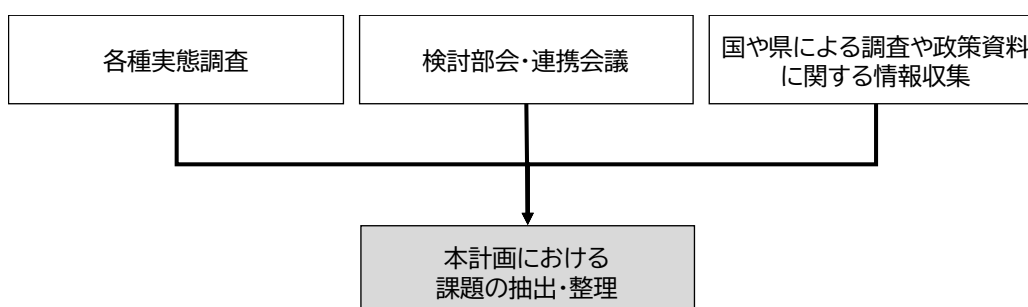 各種実態調査
検討部会・連携会議
国や県による調査や政策資料
に関する情報収集
本計画における
課題の抽出・整理